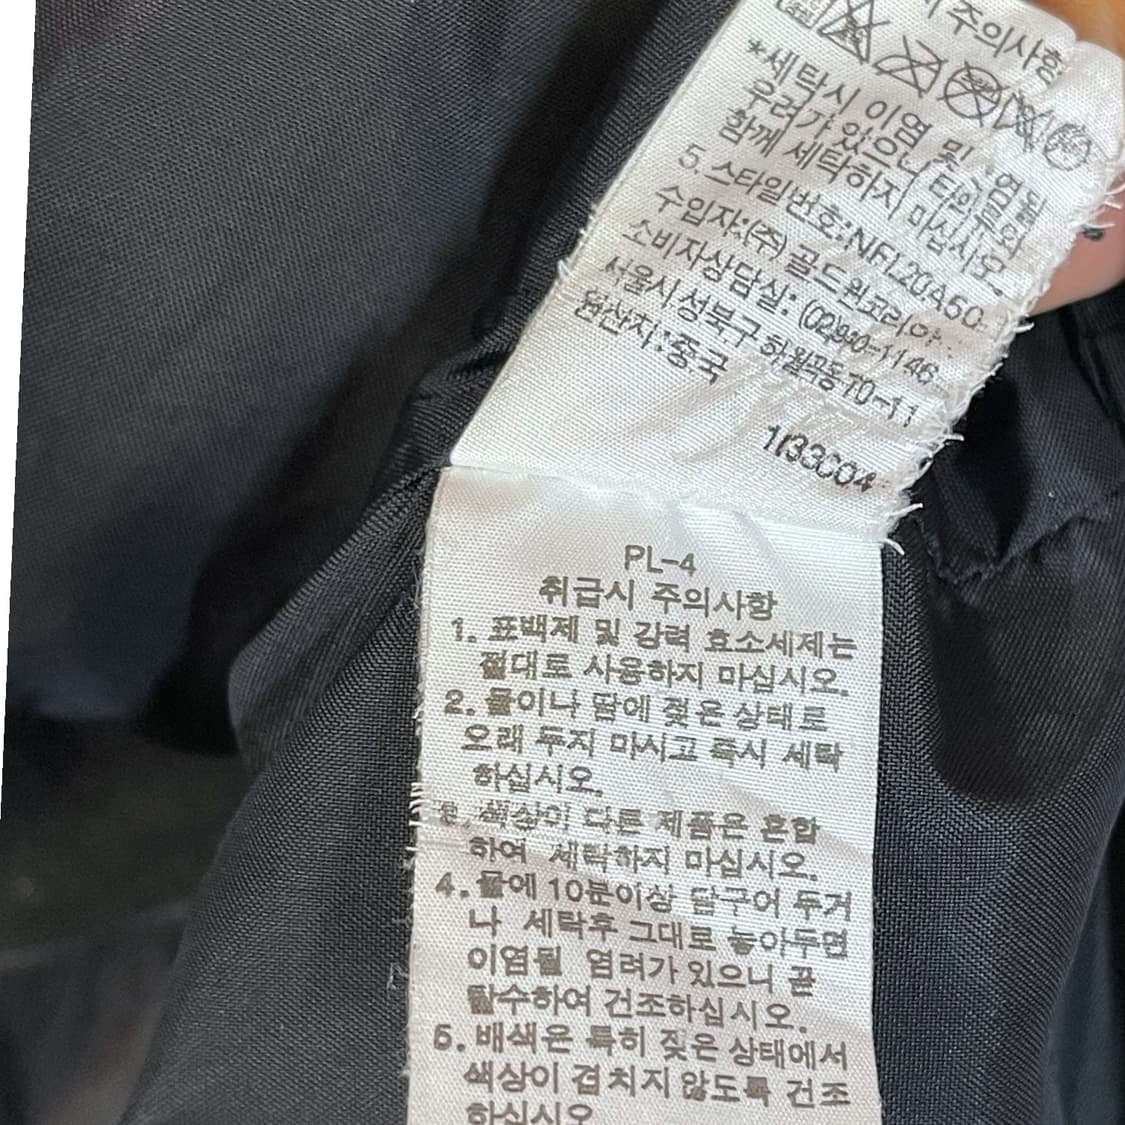 주의사항
*세탁시 이염 및 염될
우려가 있으니 타의류와
함께 세탁하지 마십시오.
5. 스타일번호:NFL20A60-
수입자:(주) 골드윈코리아
소비자상담실: (02)980-1146
서울시 성북구 하월곡동 70-11
원산지:중국
1/33C04
PL-4
취급시 주의사항
1. 표백제 및 강력 효소세제는
절대로 사용하지 마십시오.
2. 물이나 땀에 젖은 상태로
오래 두지 마시고 즉시 세탁
하십시오.
3. 색상이 다른 제품은 혼합
하여 세탁하지 마십시오.
4. 물에 10분이상 담구어 두거
나 세탁후 그대로 놓아두면
이염될 염려가 있으니 꼭
탈수하여 건조하십시오.
5. 배색은 특히 젖은 상태에서
색상이 겹치지 않도록 건조
하십시오